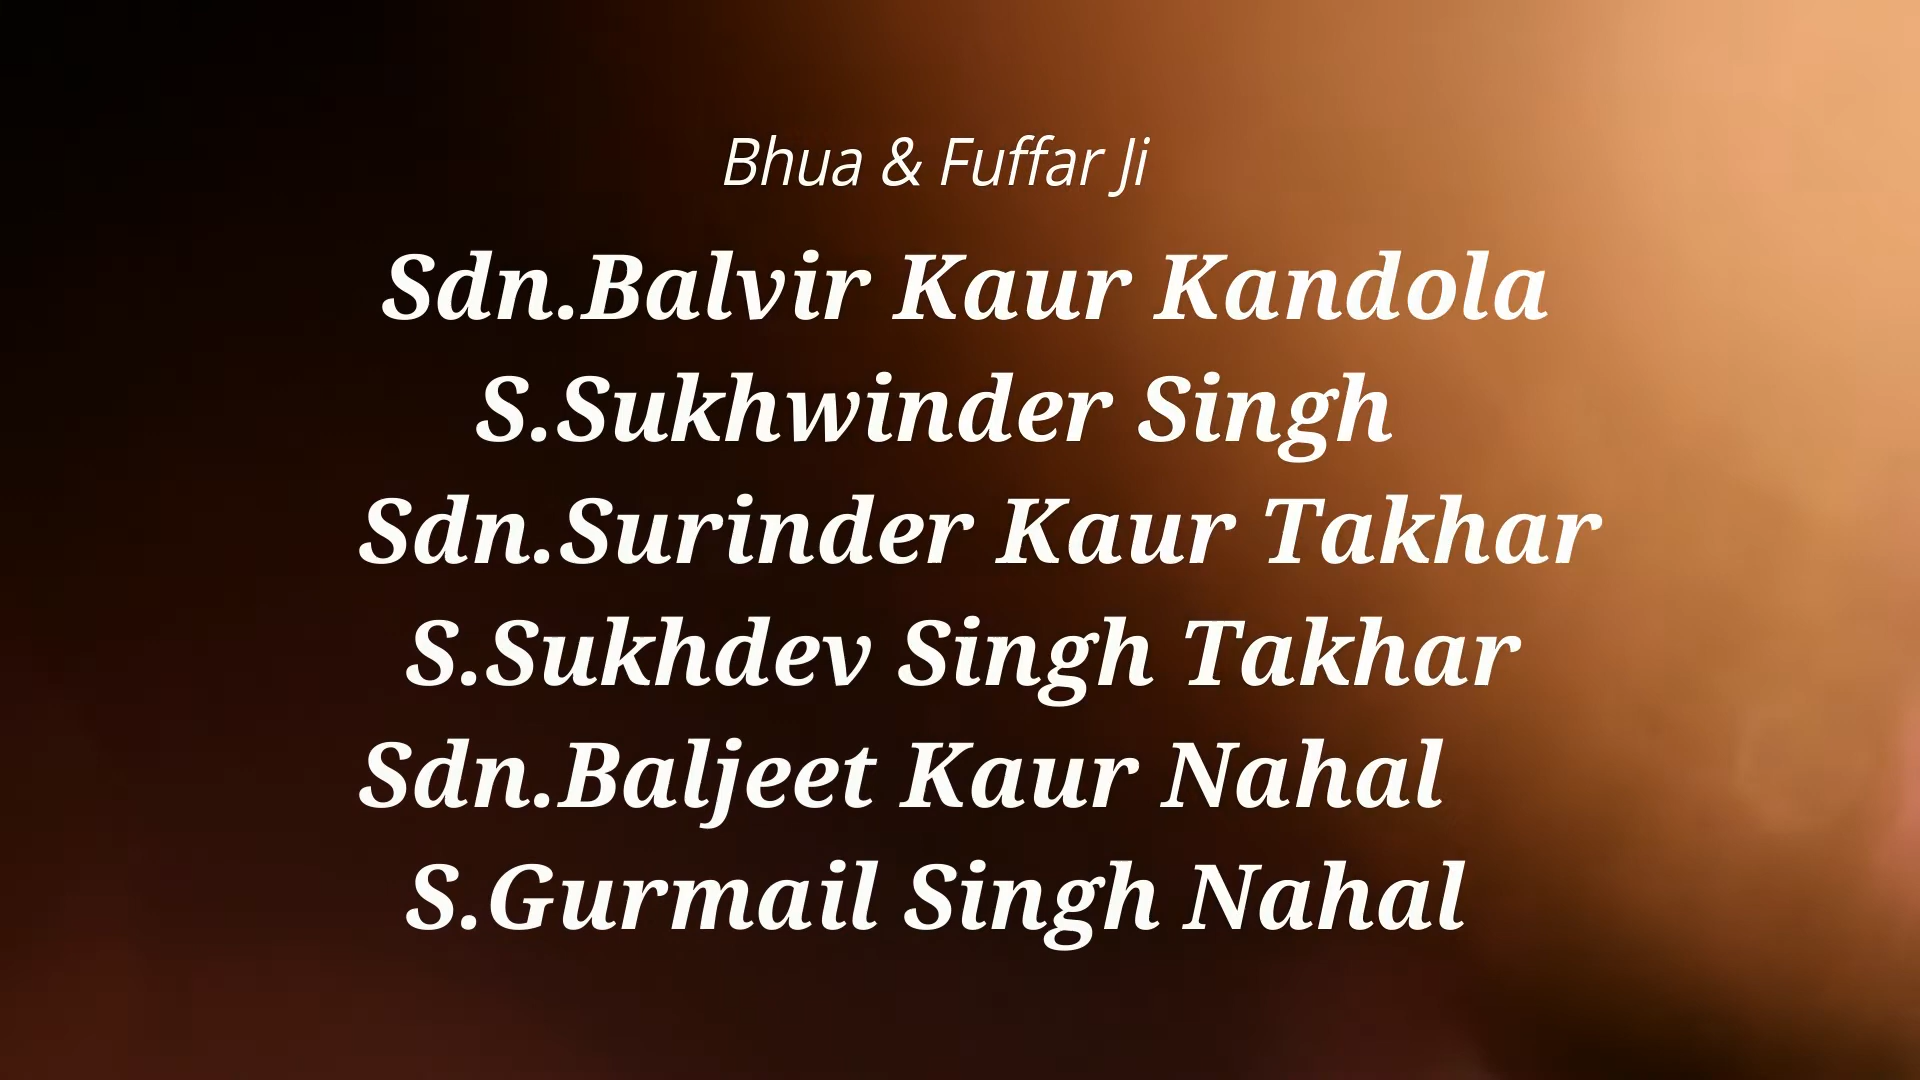 Bhua & Fuffar Ji
Sdn.Balvir Kaur Kandola
S.Sukhwinder Singh
Sdn.Surinder Kaur Takhar
S.Sukhdev Singh Takhar
Sdn.Baljeet Kaur Nahal
S.Gurmail Singh Nahal